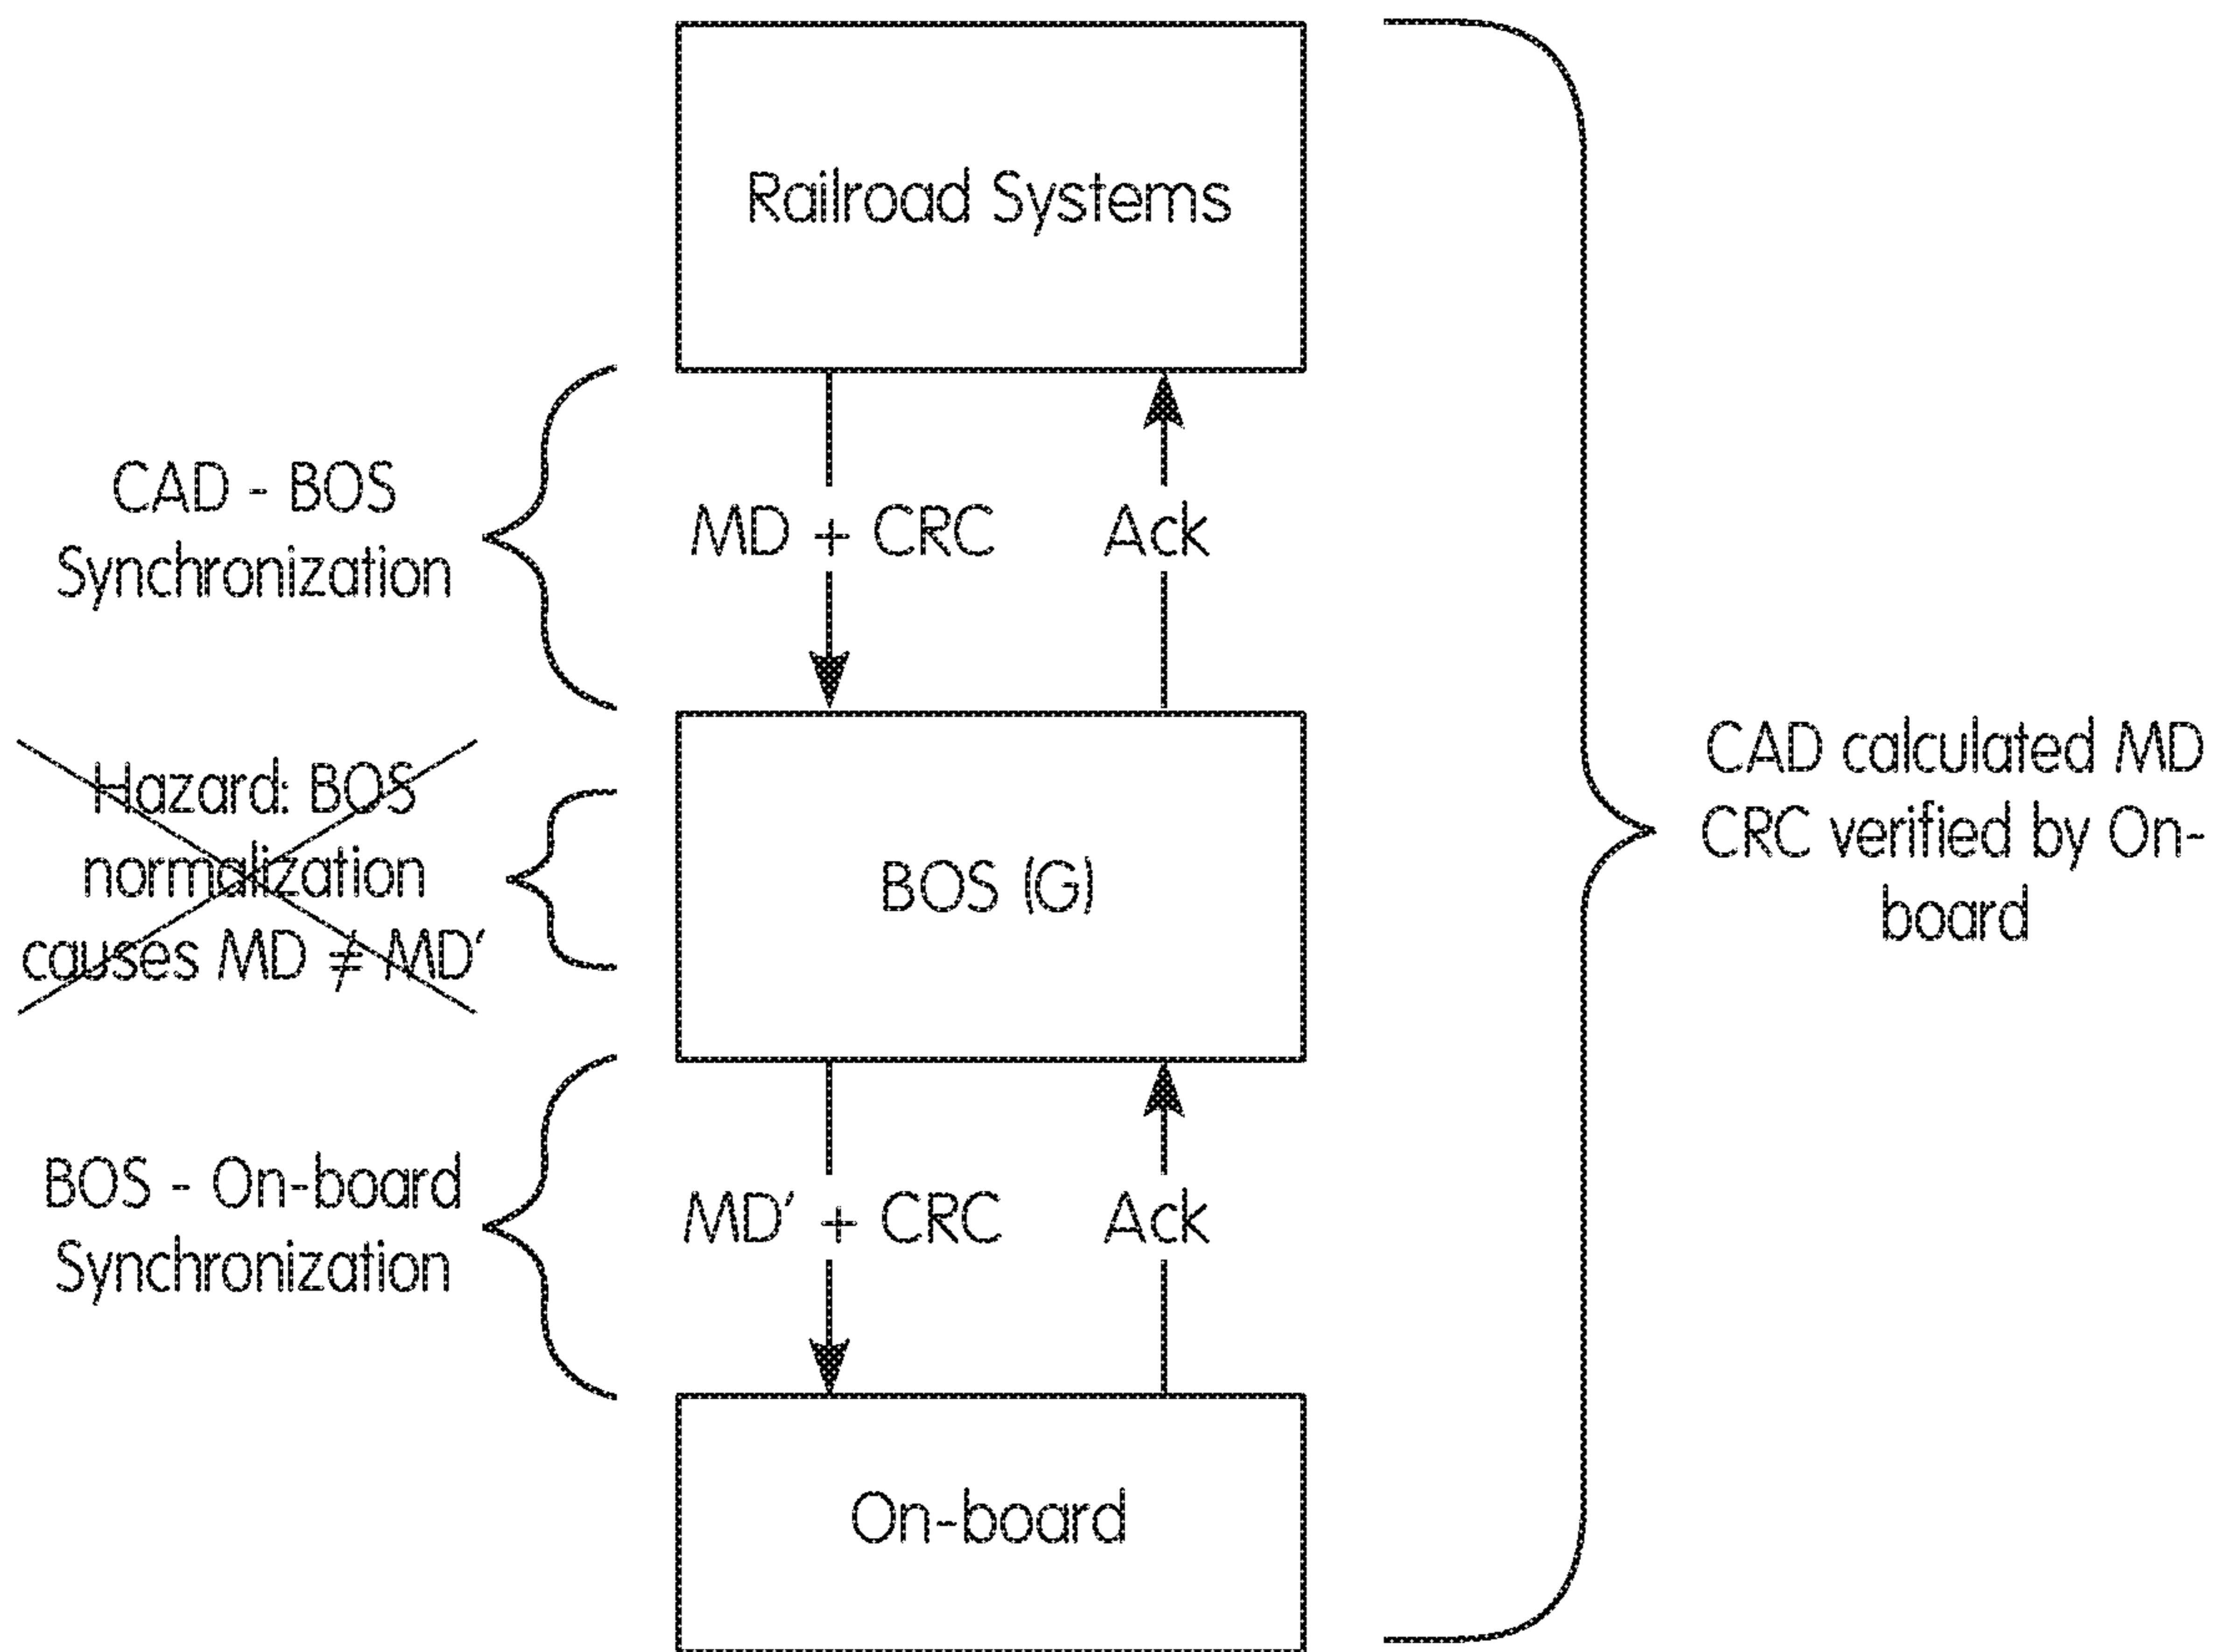 Railroad Systems
CAD - BOS
Synchronization
MD + CRC
Ack
Hazard: BOS
normalization
causes MD ≠ MD′
BOS (G)
CAD calculated MD
CRC verified by On-
board
BOS - On-board
Synchronization
MD′ + CRC
Ack
On-board